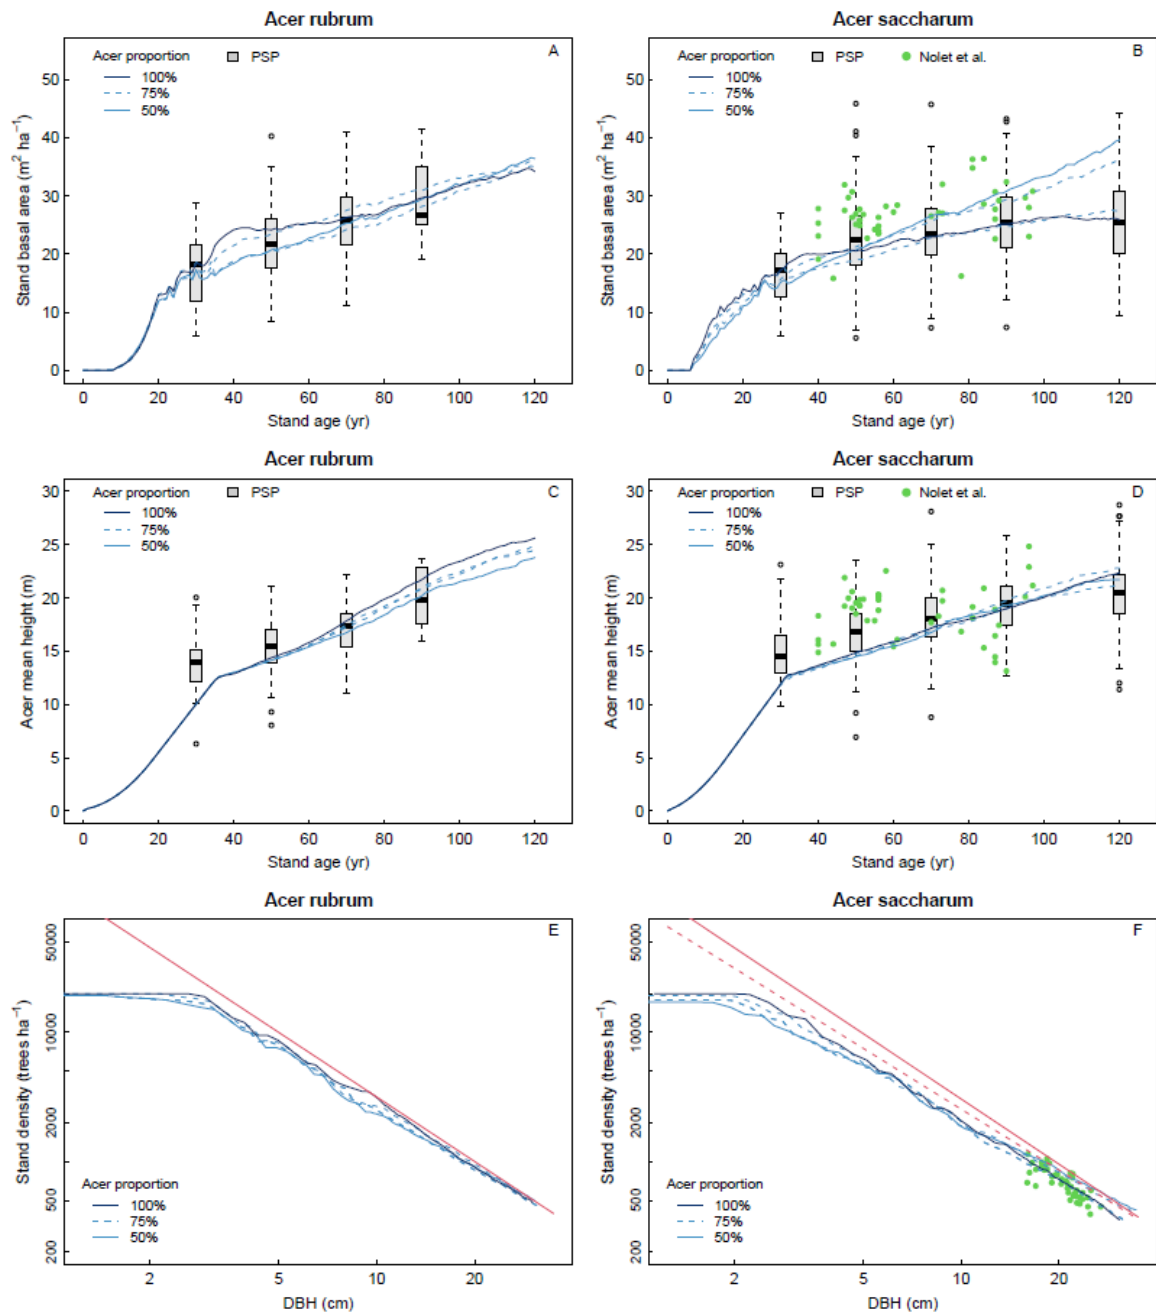 Acer rubrum
Acer proportion
PSP
A
100%
75%
50%
50
40
30
20
10
0
Stand basal area (m² ha⁻¹)
0 20 40 60 80 100 120
Stand age (yr)
Acer saccharum
Acer proportion
PSP
Nolet et al.
B
100%
75%
50%
50
40
30
20
10
0
Stand basal area (m² ha⁻¹)
0 20 40 60 80 100 120
Stand age (yr)
Acer rubrum
Acer proportion
PSP
C
100%
75%
50%
30
25
20
15
10
5
0
Acer mean height (m)
0 20 40 60 80 100 120
Stand age (yr)
Acer saccharum
Acer proportion
PSP
Nolet et al.
D
100%
75%
50%
30
25
20
15
10
5
0
Acer mean height (m)
0 20 40 60 80 100 120
Stand age (yr)
Acer rubrum
E
50000
10000
2000
500
200
Stand density (trees ha⁻¹)
Acer proportion
100%
75%
50%
2 5 10 20
DBH (cm)
Acer saccharum
F
50000
10000
2000
500
200
Stand density (trees ha⁻¹)
Acer proportion
100%
75%
50%
2 5 10 20
DBH (cm)